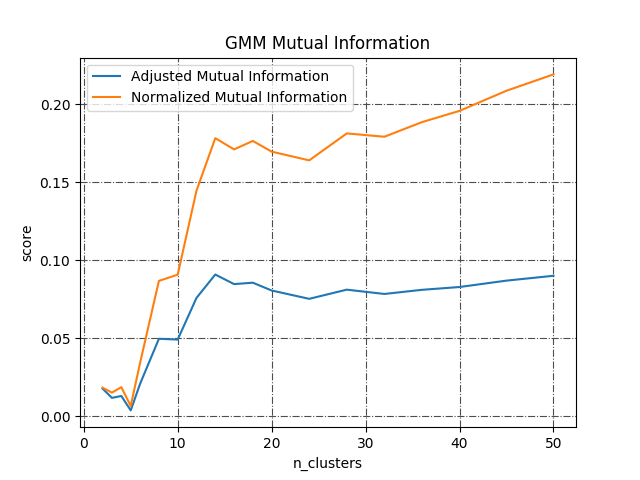 GMM Mutual Information
Adjusted Mutual Information
Normalized Mutual Information
0.20
0.15
0.10
0.05
0.00
score
0 10 20 30 40 50
n_clusters